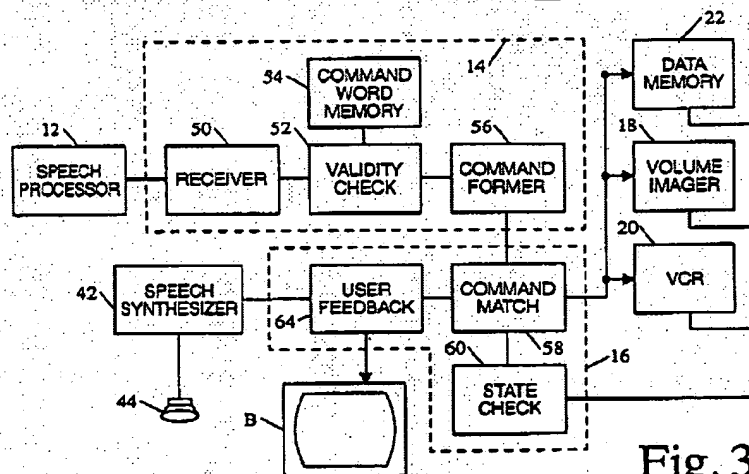 22
14
DATA
MEMORY
54
COMMAND
WORD
MEMORY
12
50
52
56
18
SPEECH
PROCESSOR
RECEIVER
VALIDITY
CHECK
COMMAND
FORMER
VOLUME
IMAGER
20
VCR
42
SPEECH
SYNTHESIZER
USER
FEEDBACK
64
COMMAND
MATCH
58
60
16
STATE
CHECK
44
B
Fig. 3